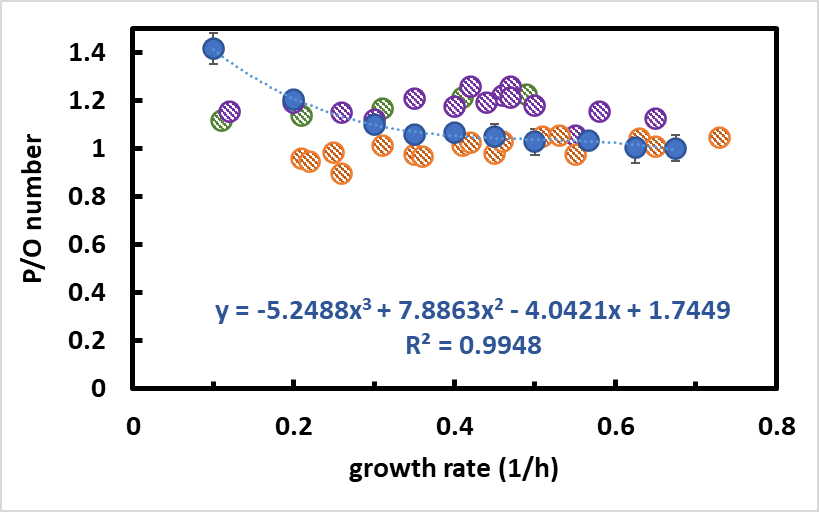 1.4
1.2
1
0.8
0.6
0.4
0.2
0
P/O number
y = -5.2488x³ + 7.8863x² - 4.0421x + 1.7449
R² = 0.9948
0 0.2 0.4 0.6 0.8
growth rate (1/h)